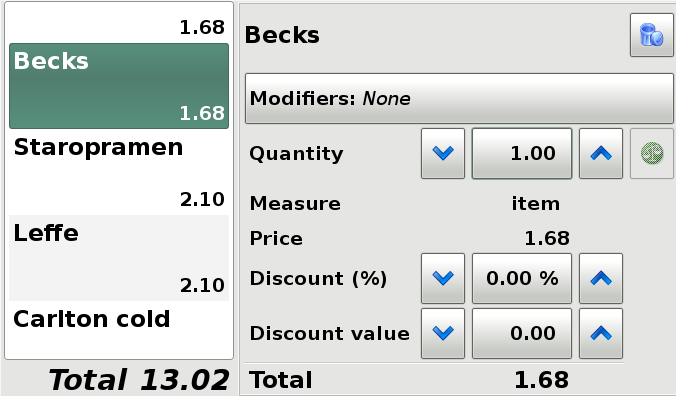 1.68
Becks
1.68
Staropramen
2.10
Leffe
2.10
Carlton cold
Total 13.02
Becks
Modifiers: None
Quantity 1.00
Measure item
Price 1.68
Discount (%) 0.00 %
Discount value 0.00
Total 1.68